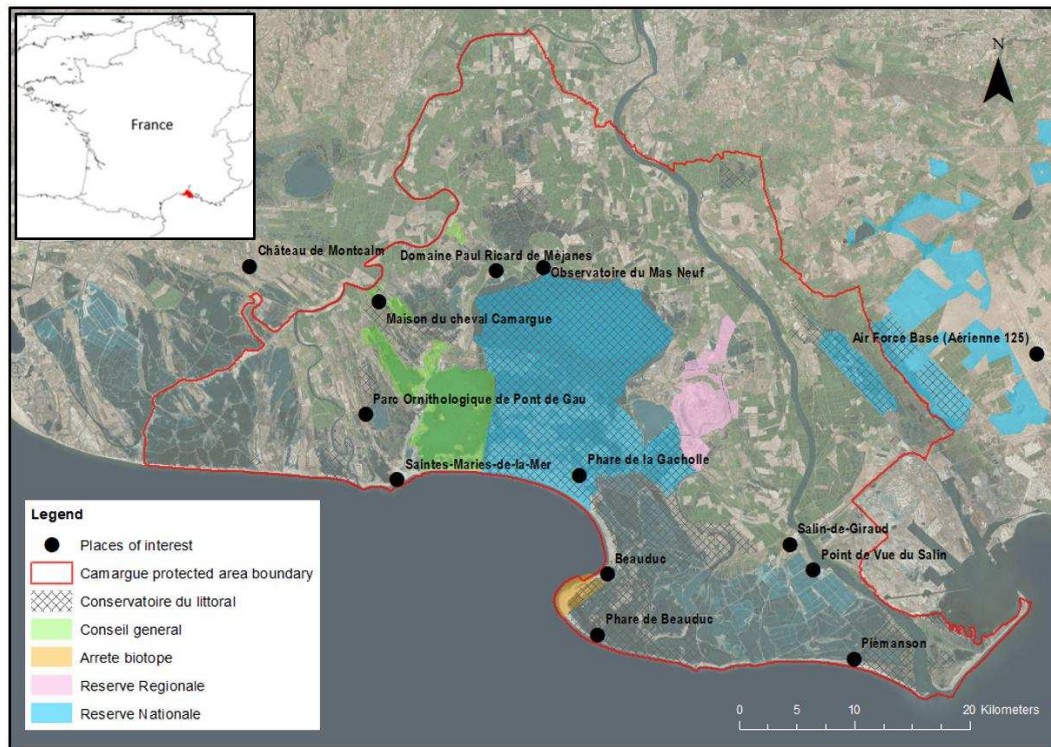 France
N
Château de Montcalm
Domaine Paul Ricard de Méjanes
Observatoire du Mas Neuf
Maison du cheval Camargue
Air Force Base (Aérienne 125)
Parc Ornithologique de Pont de Gau
Saintes-Maries-de-la-Mer
Phare de la Gacholle
Salin-de-Giraud
Point de Vue du Salin
Beauduc
Phare de Beauduc
Piémanson
Legend
Places of interest
Camargue protected area boundary
Conservatoire du littoral
Conseil general
Arrete biotope
Reserve Regionale
Reserve Nationale
0 5 10 20 Kilometers